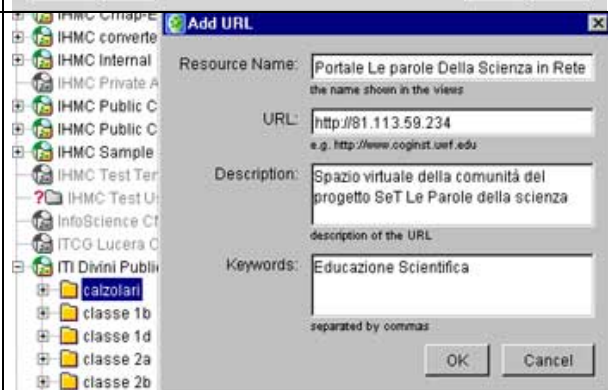 IHMC Cmap-E
IHMC converte
IHMC Internal
IHMC Private A
IHMC Public C
IHMC Public C
IHMC Sample
IHMC Test Ter
IHMC Test Us
InfoScience
ITCG Lucera C
ITI Divini Publi
calzolari
classe 1b
classe 1d
classe 2a
classe 2b
Add URL
Resource Name:
Portale Le parole Della Scienza in Rete
the name shown in the views
URL:
http://81.113.59.234
e.g. http://www.coginst.uwf.edu
Description:
Spazio virtuale della comunità del
progetto SeT Le Parole della scienza
description of the URL
Keywords:
Educazione Scientifica
separated by commas
OK
Cancel